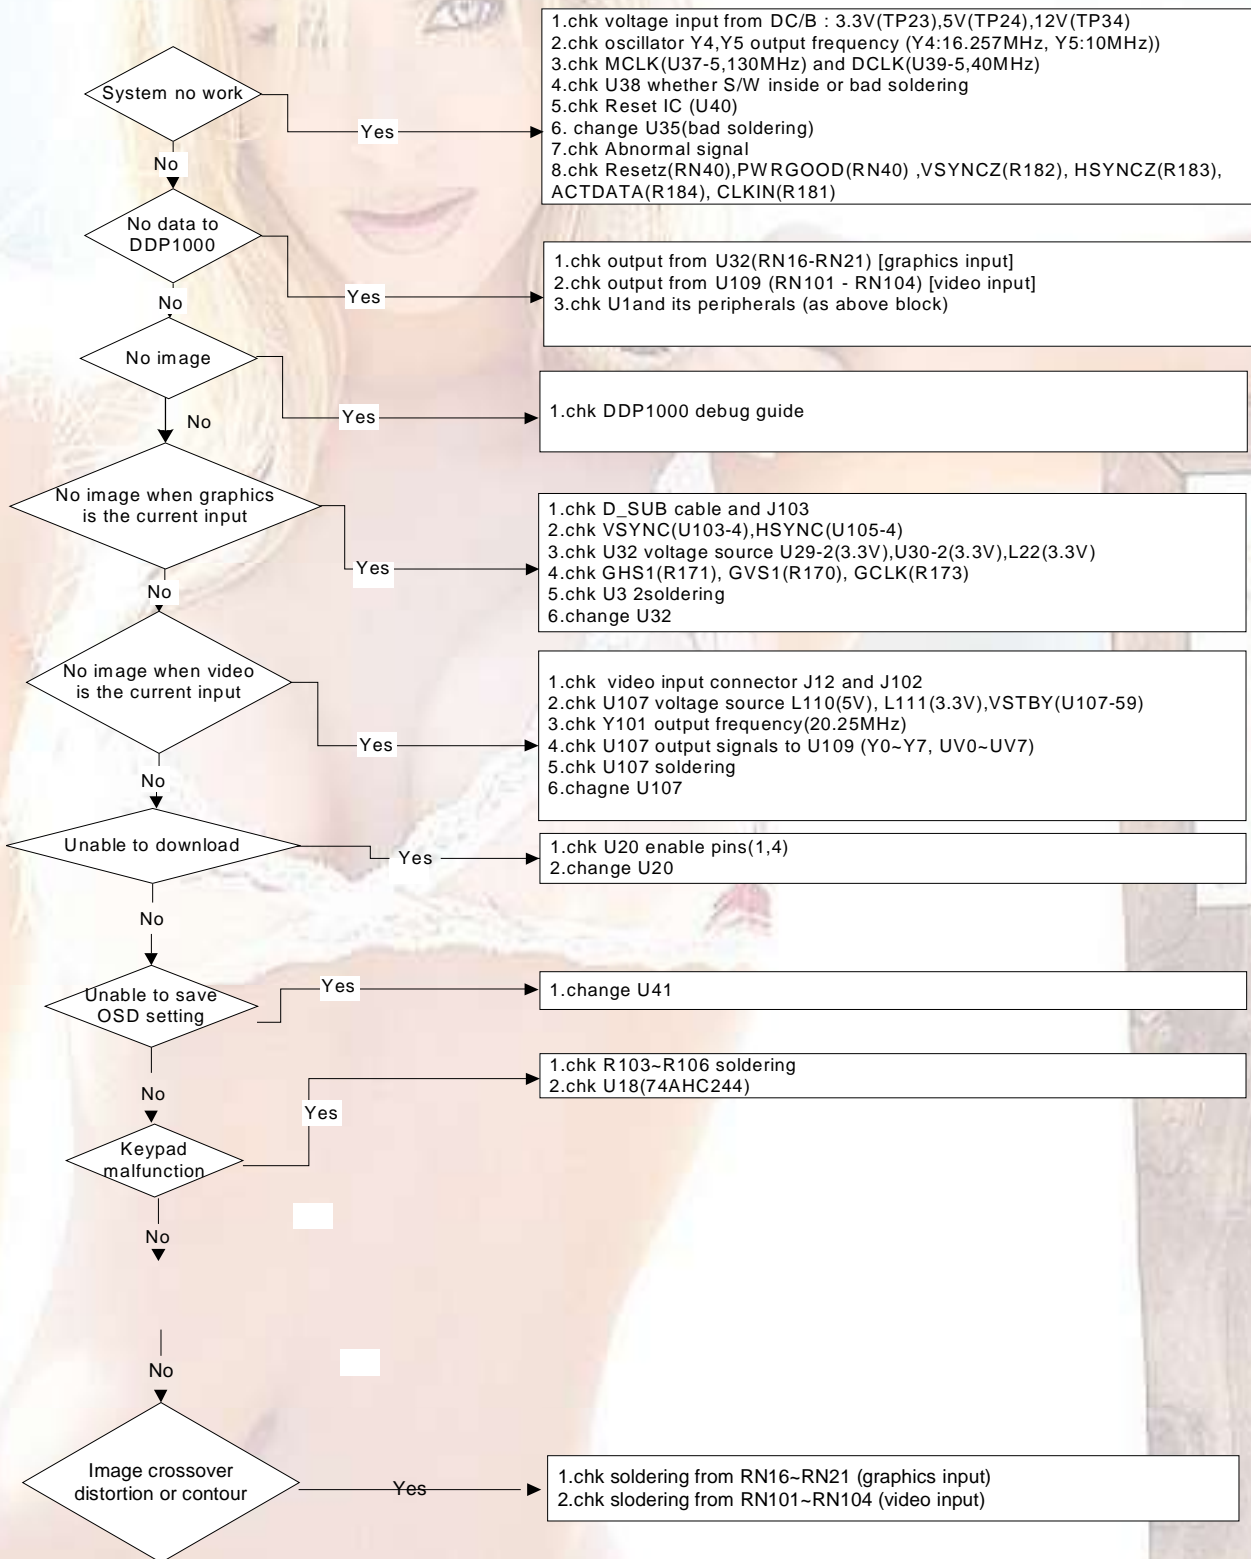 System no work
Yes
1.chk voltage input from DC/B : 3.3V(TP23),5V(TP24),12V(TP34)
2.chk oscillator Y4,Y5 output frequency (Y4:16.257MHz, Y5:10MHz))
3.chk MCLK(U37-5,130MHz) and DCLK(U39-5,40MHz)
4.chk U38 whether S/W inside or bad soldering
5.chk Reset IC (U40)
6. change U35(bad soldering)
7.chk Abnormal signal
8.chk Resetz(RN40),PWRGOOD(RN40) ,VSYNCZ(R182), HSYNCZ(R183),
ACTDATA(R184), CLKIN(R181)
No
No data to
DDP1000
Yes
1.chk output from U32(RN16-RN21) [graphics input]
2.chk output from U109 (RN101 - RN104) [video input]
3.chk U1and its peripherals (as above block)
No
No image
Yes
1.chk DDP1000 debug guide
No
No image when graphics
is the current input
Yes
1.chk D_SUB cable and J103
2.chk VSYNC(U103-4),HSYNC(U105-4)
3.chk U32 voltage source U29-2(3.3V),U30-2(3.3V),L22(3.3V)
4.chk GHS1(R171), GVS1(R170), GCLK(R173)
5.chk U3 2soldering
6.change U32
No
No image when video
is the current input
Yes
1.chk  video input connector J12 and J102
2.chk U107 voltage source L110(5V), L111(3.3V),VSTBY(U107-59)
3.chk Y101 output frequency(20.25MHz)
4.chk U107 output signals to U109 (Y0~Y7, UV0~UV7)
5.chk U107 soldering
6.chagne U107
No
Unable to download
Yes
1.chk U20 enable pins(1,4)
2.change U20
No
Unable to save
OSD setting
Yes
1.change U41
No
Keypad
malfunction
Yes
1.chk R103~R106 soldering
2.chk U18(74AHC244)
No
No
Image crossover
distortion or contour
Yes
1.chk soldering from RN16~RN21 (graphics input)
2.chk slodering from RN101~RN104 (video input)